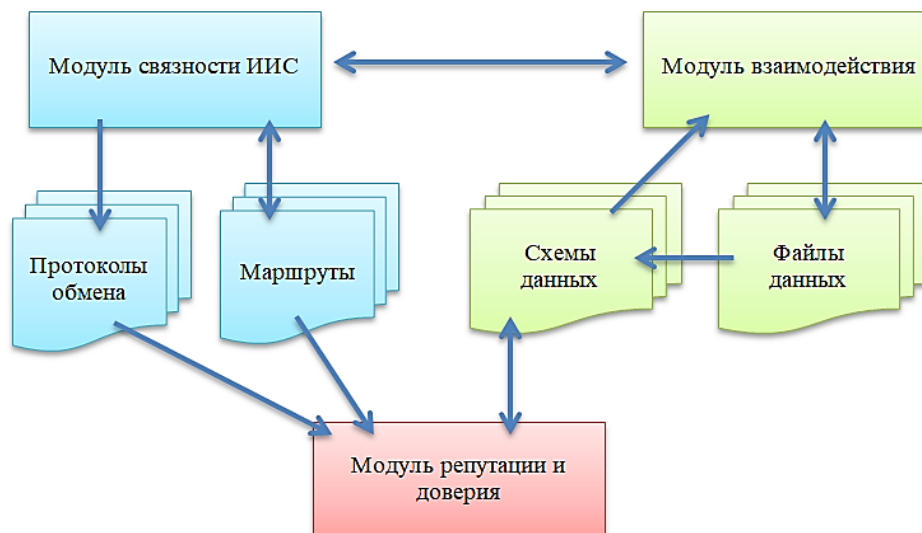 Модуль связности ИИС
Модуль взаимодействия
Протоколы
обмена
Маршруты
Схемы
данных
Файлы
данных
Модуль репутации и
доверия